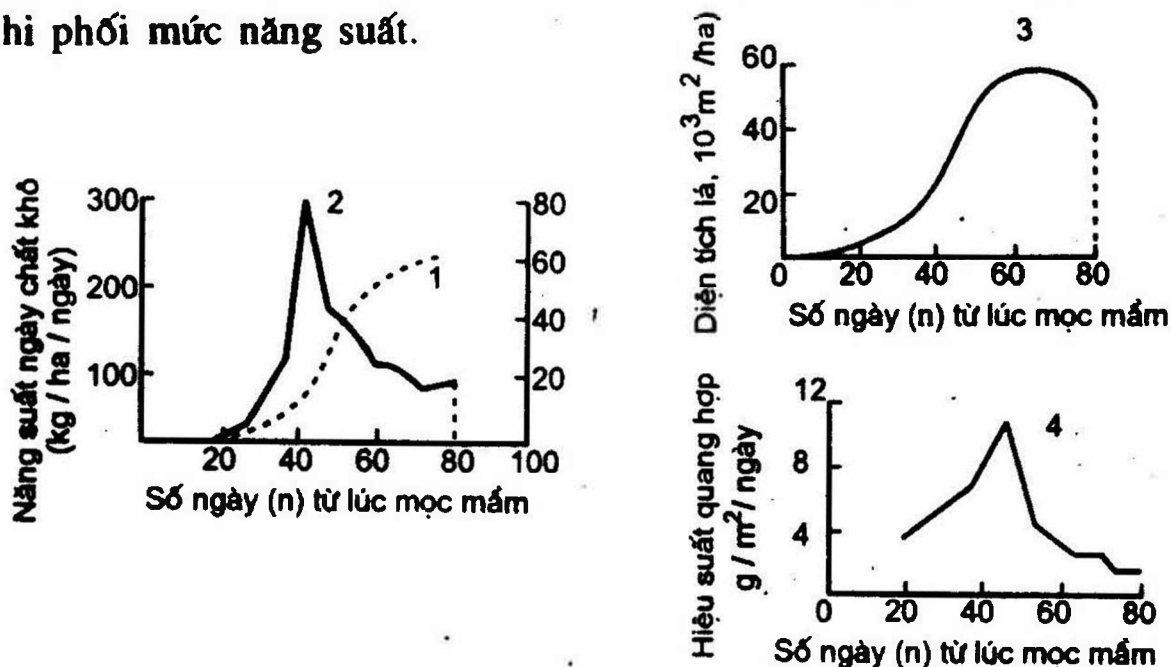 hi phối mức năng suất.
Năng suất ngày chất khô
(kg / ha / ngày)
300
200
100
2
1
80
60
40
20
20 40 60 80 100
Số ngày (n) từ lúc mọc mầm
Diện tích lá, 10³m² /ha)
3
60
40
20
0 20 40 60 80
Số ngày (n) từ lúc mọc mầm
Hiệu suất quang hợp
g / m²/ ngày
12
8
4
4
0 20 40 60 80
Số ngày (n) từ lúc mọc mầm